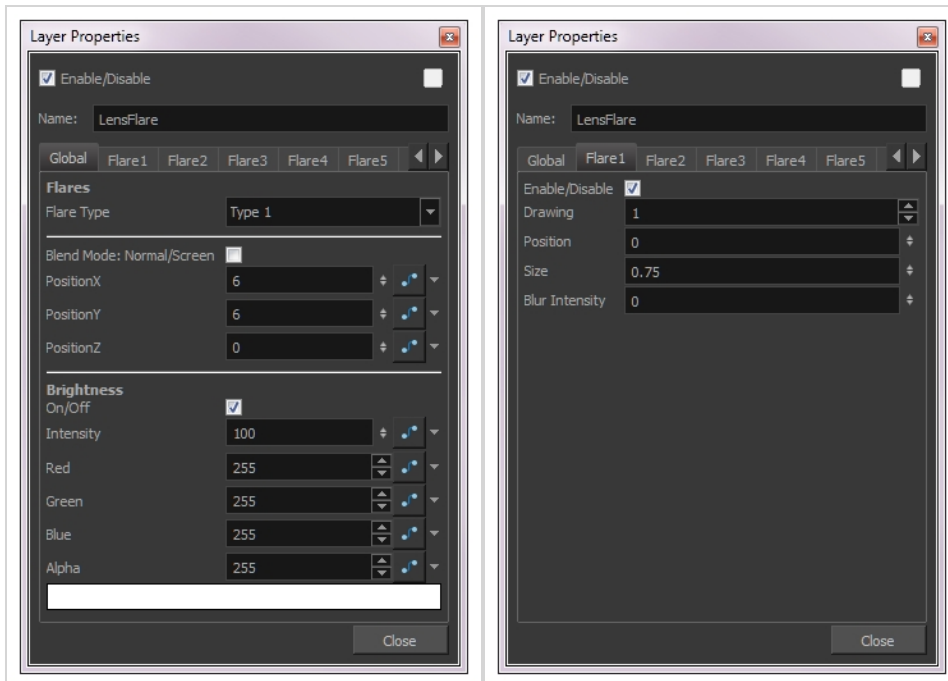 Layer Properties
Enable/Disable
Name: LensFlare
Global Flare1 Flare2 Flare3 Flare4 Flare5
Flares
Flare Type Type 1
Blend Mode: Normal/Screen
PositionX 6
PositionY 6
PositionZ 0
Brightness
On/Off
Intensity 100
Red 255
Green 255
Blue 255
Alpha 255
Close
Layer Properties
Enable/Disable
Name: LensFlare
Global Flare1 Flare2 Flare3 Flare4 Flare5
Enable/Disable
Drawing 1
Position 0
Size 0.75
Blur Intensity 0
Close